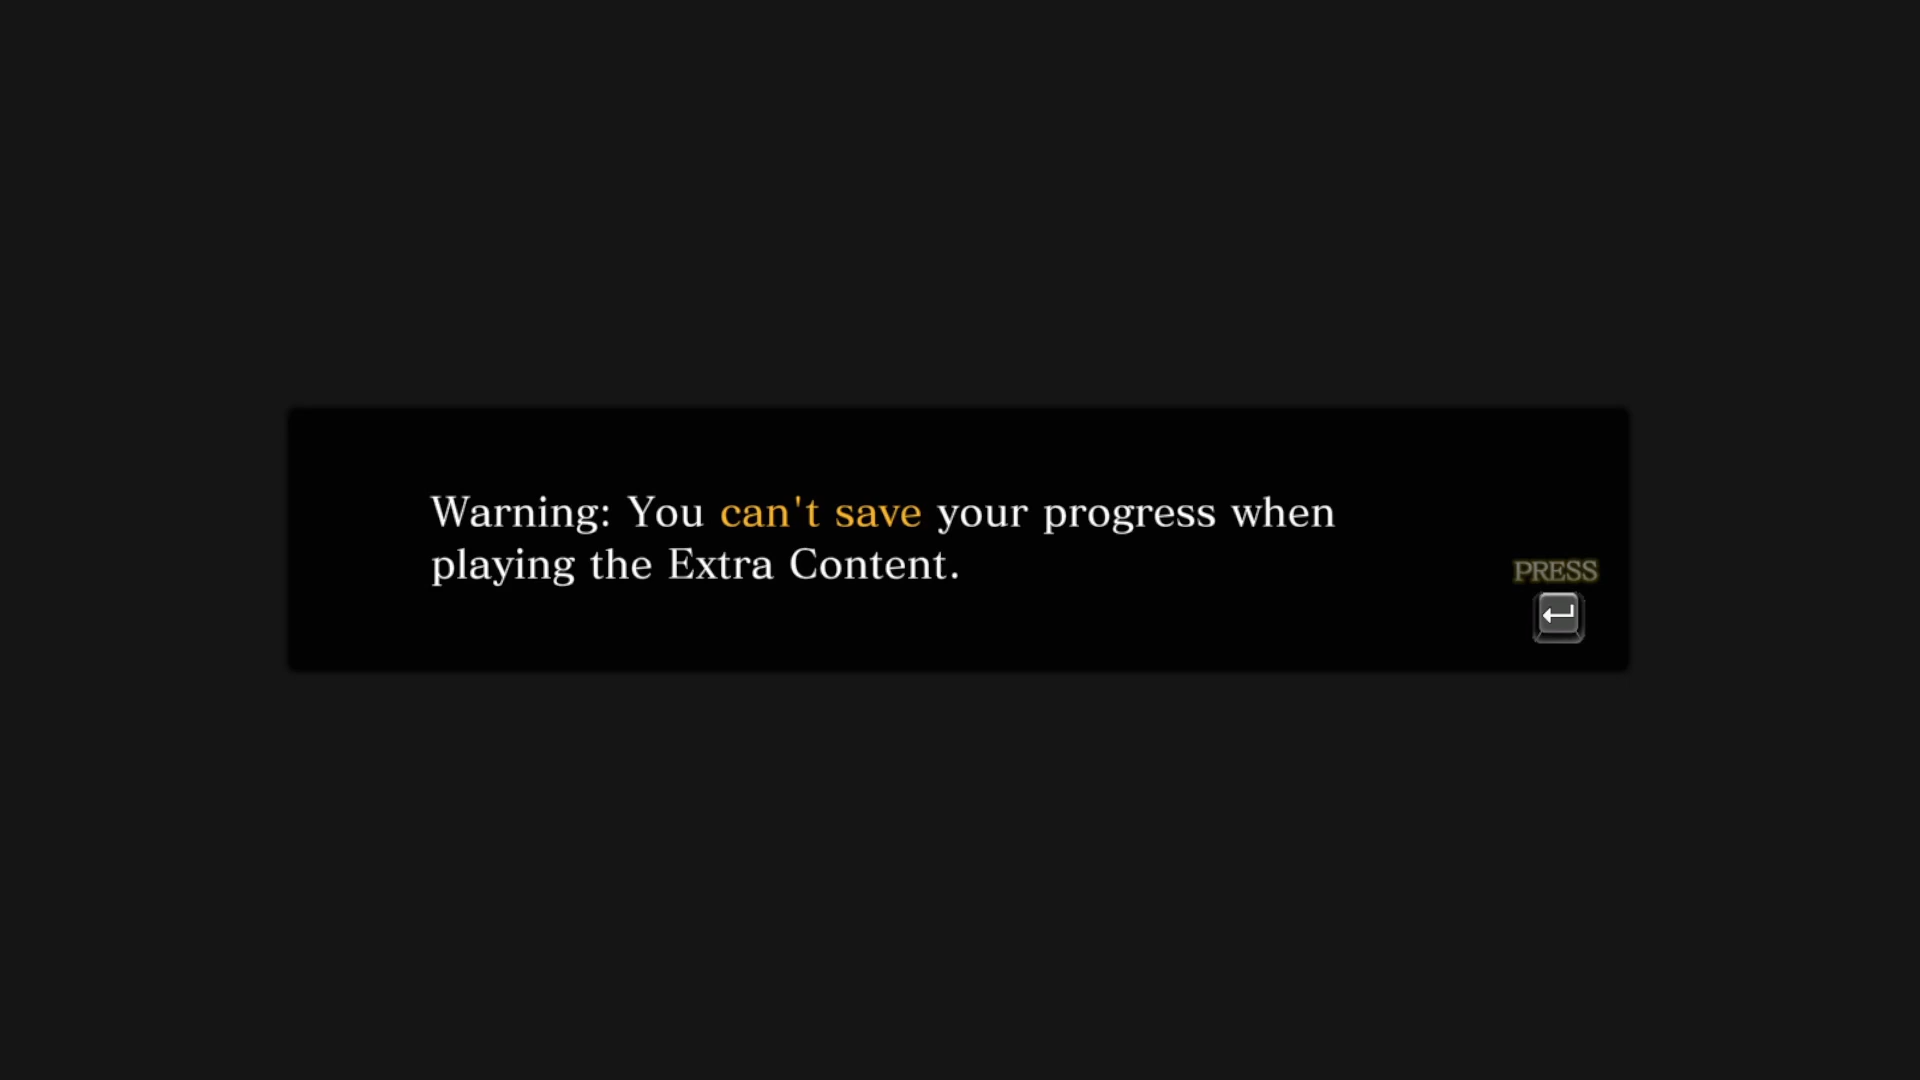 Warning: You can't save your progress when
playing the Extra Content.
PRESS